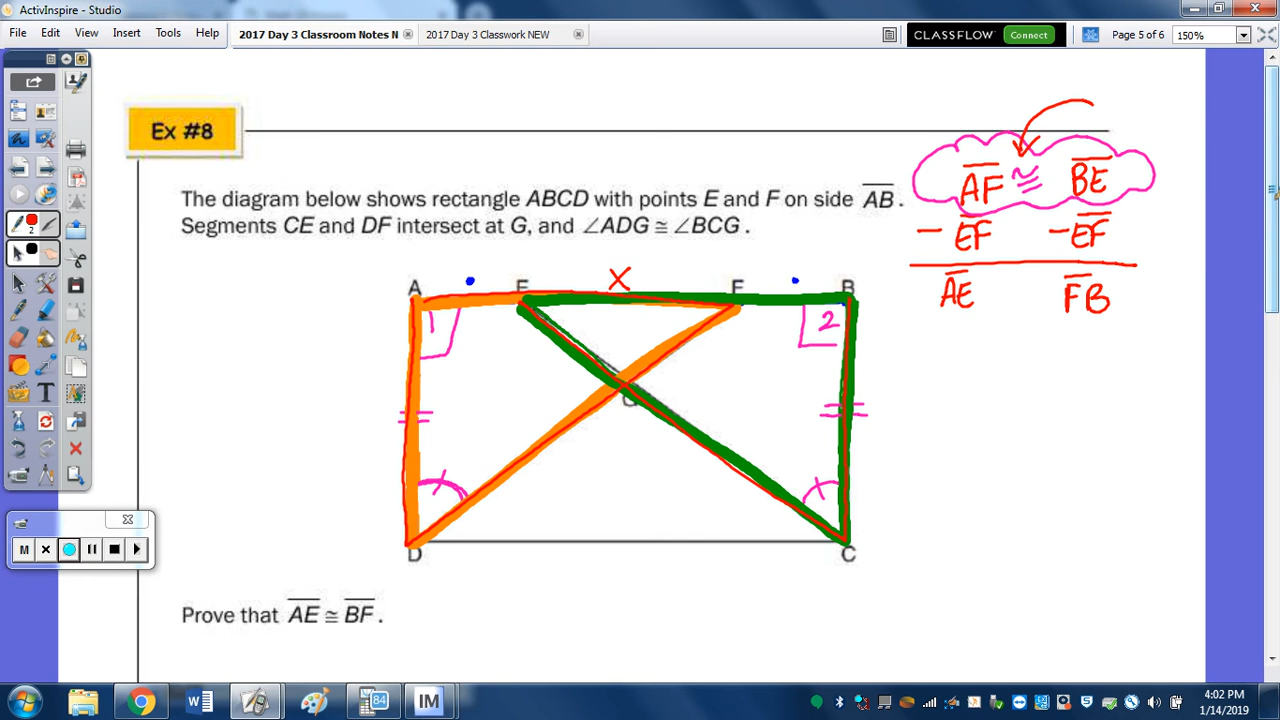 ActivInspire - Studio
File Edit View Insert Tools Help
2017 Day 3 Classroom Notes N
2017 Day 3 Classwork NEW
CLASSFLOW Connect
Page 5 of 6
150%
Ex #8
The diagram below shows rectangle ABCD with points E and F on side AB.
Segments CE and DF intersect at G, and ∠ADG ≅ ∠BCG.
AF ≅ BE
- EF - EF
AE FB
A E X F B
1 2
G
D C
Prove that AE ≅ BF.
2
T
M
W
84
IM
4:02 PM
1/14/2019